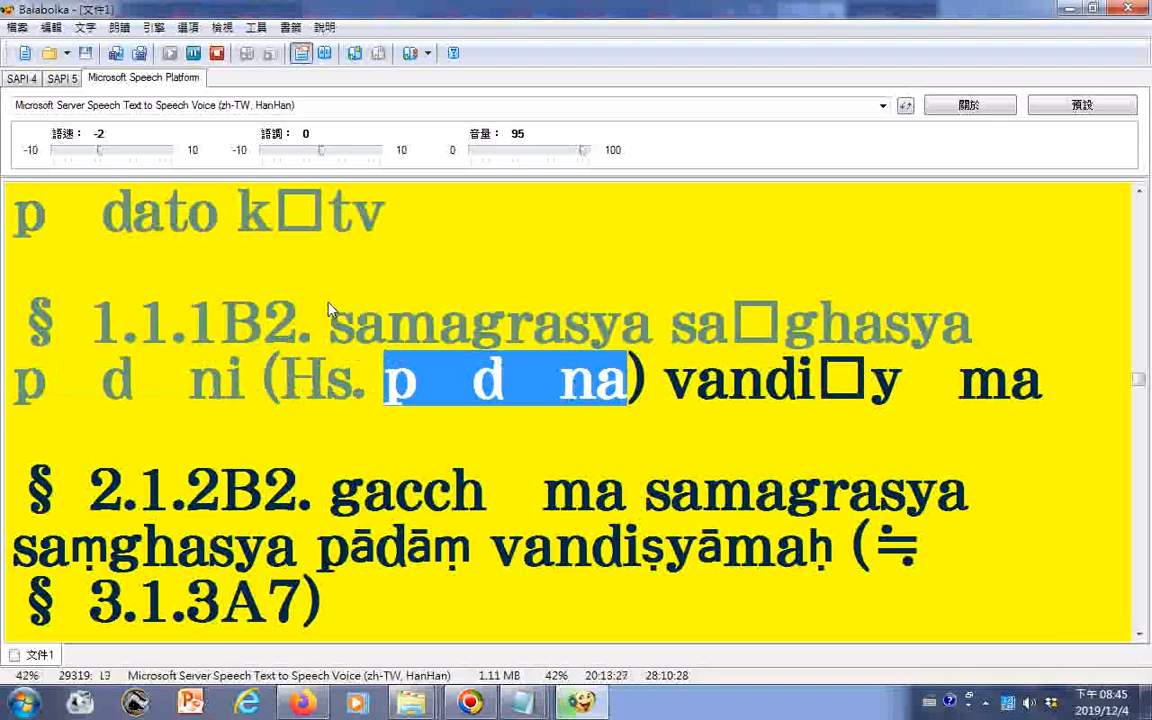 Balabolka - [文件1]
檔案 編輯 文字 朗讀 引擎 選項 檢視 工具 書籤 說明
SAPI 4 SAPI 5 Microsoft Speech Platform
Microsoft Server Speech Text to Speech Voice (zh-TW, HanHan) 關於 預設
語速： -2 語調： 0 音量： 95
-10 10 -10 10 0 100
p　dato k□tv
§ 1.1.1B2. samagrasya sa□ghasya
p　d　ni (Hs. p　d　na) vandi□y　ma
§ 2.1.2B2. gacch　ma samagrasya
saṃghasya pādāṃ vandiṣyāmaḥ (≒
§ 3.1.3A7)
文件1
42% 29319: 13 Microsoft Server Speech Text to Speech Voice (zh-TW, HanHan) 1.11 MB 42% 20:13:27 28:10:28
下午 08:45
2019/12/4